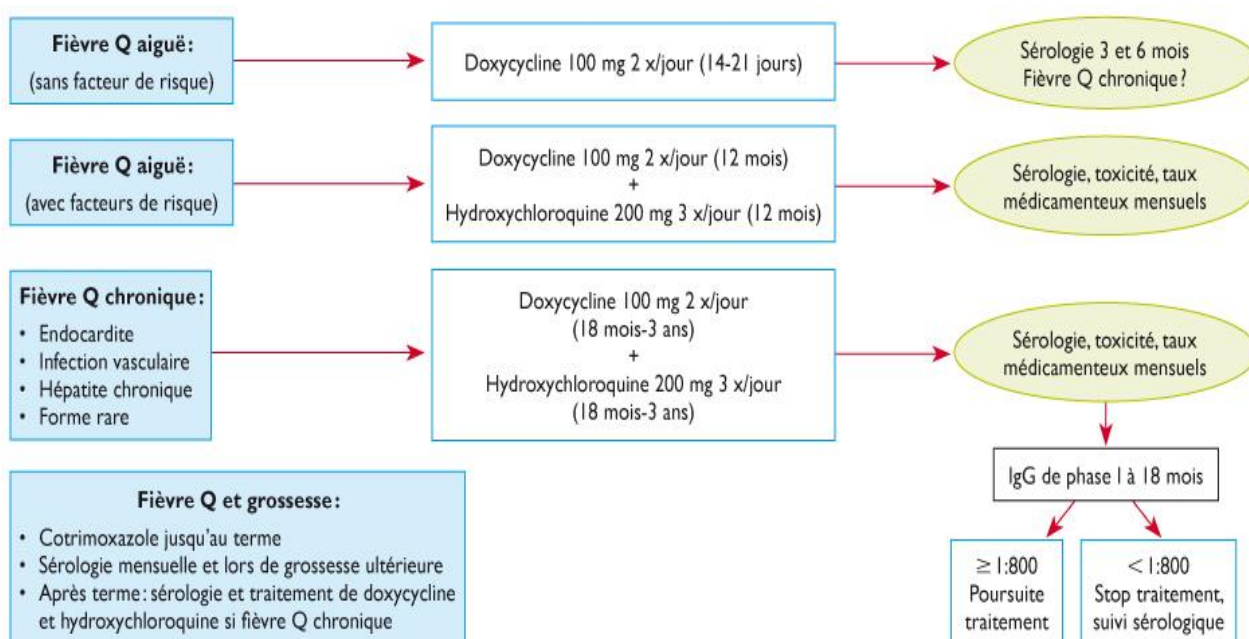 Fièvre Q aiguë:
(sans facteur de risque)
Doxycycline 100 mg 2 x/jour (14-21 jours)
Sérologie 3 et 6 mois
Fièvre Q chronique?
Fièvre Q aiguë:
(avec facteurs de risque)
Doxycycline 100 mg 2 x/jour (12 mois)
+
Hydroxychloroquine 200 mg 3 x/jour (12 mois)
Sérologie, toxicité, taux
médicamenteux mensuels
Fièvre Q chronique:
• Endocardite
• Infection vasculaire
• Hépatite chronique
• Forme rare
Doxycycline 100 mg 2 x/jour
(18 mois-3 ans)
+
Hydroxychloroquine 200 mg 3 x/jour
(18 mois-3 ans)
Sérologie, toxicité, taux
médicamenteux mensuels
IgG de phase I à 18 mois
≥ 1:800
Poursuite
traitement
< 1:800
Stop traitement,
suivi sérologique
Fièvre Q et grossesse:
• Cotrimoxazole jusqu'au terme
• Sérologie mensuelle et lors de grossesse ultérieure
• Après terme: sérologie et traitement de doxycycline
et hydroxychloroquine si fièvre Q chronique